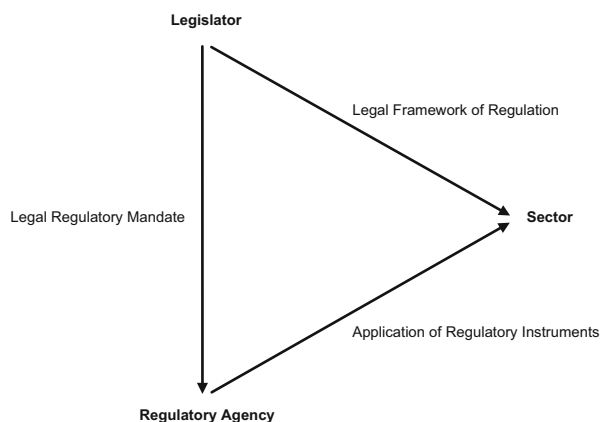 Legislator
Legal Framework of Regulation
Legal Regulatory Mandate
Sector
Application of Regulatory Instruments
Regulatory Agency